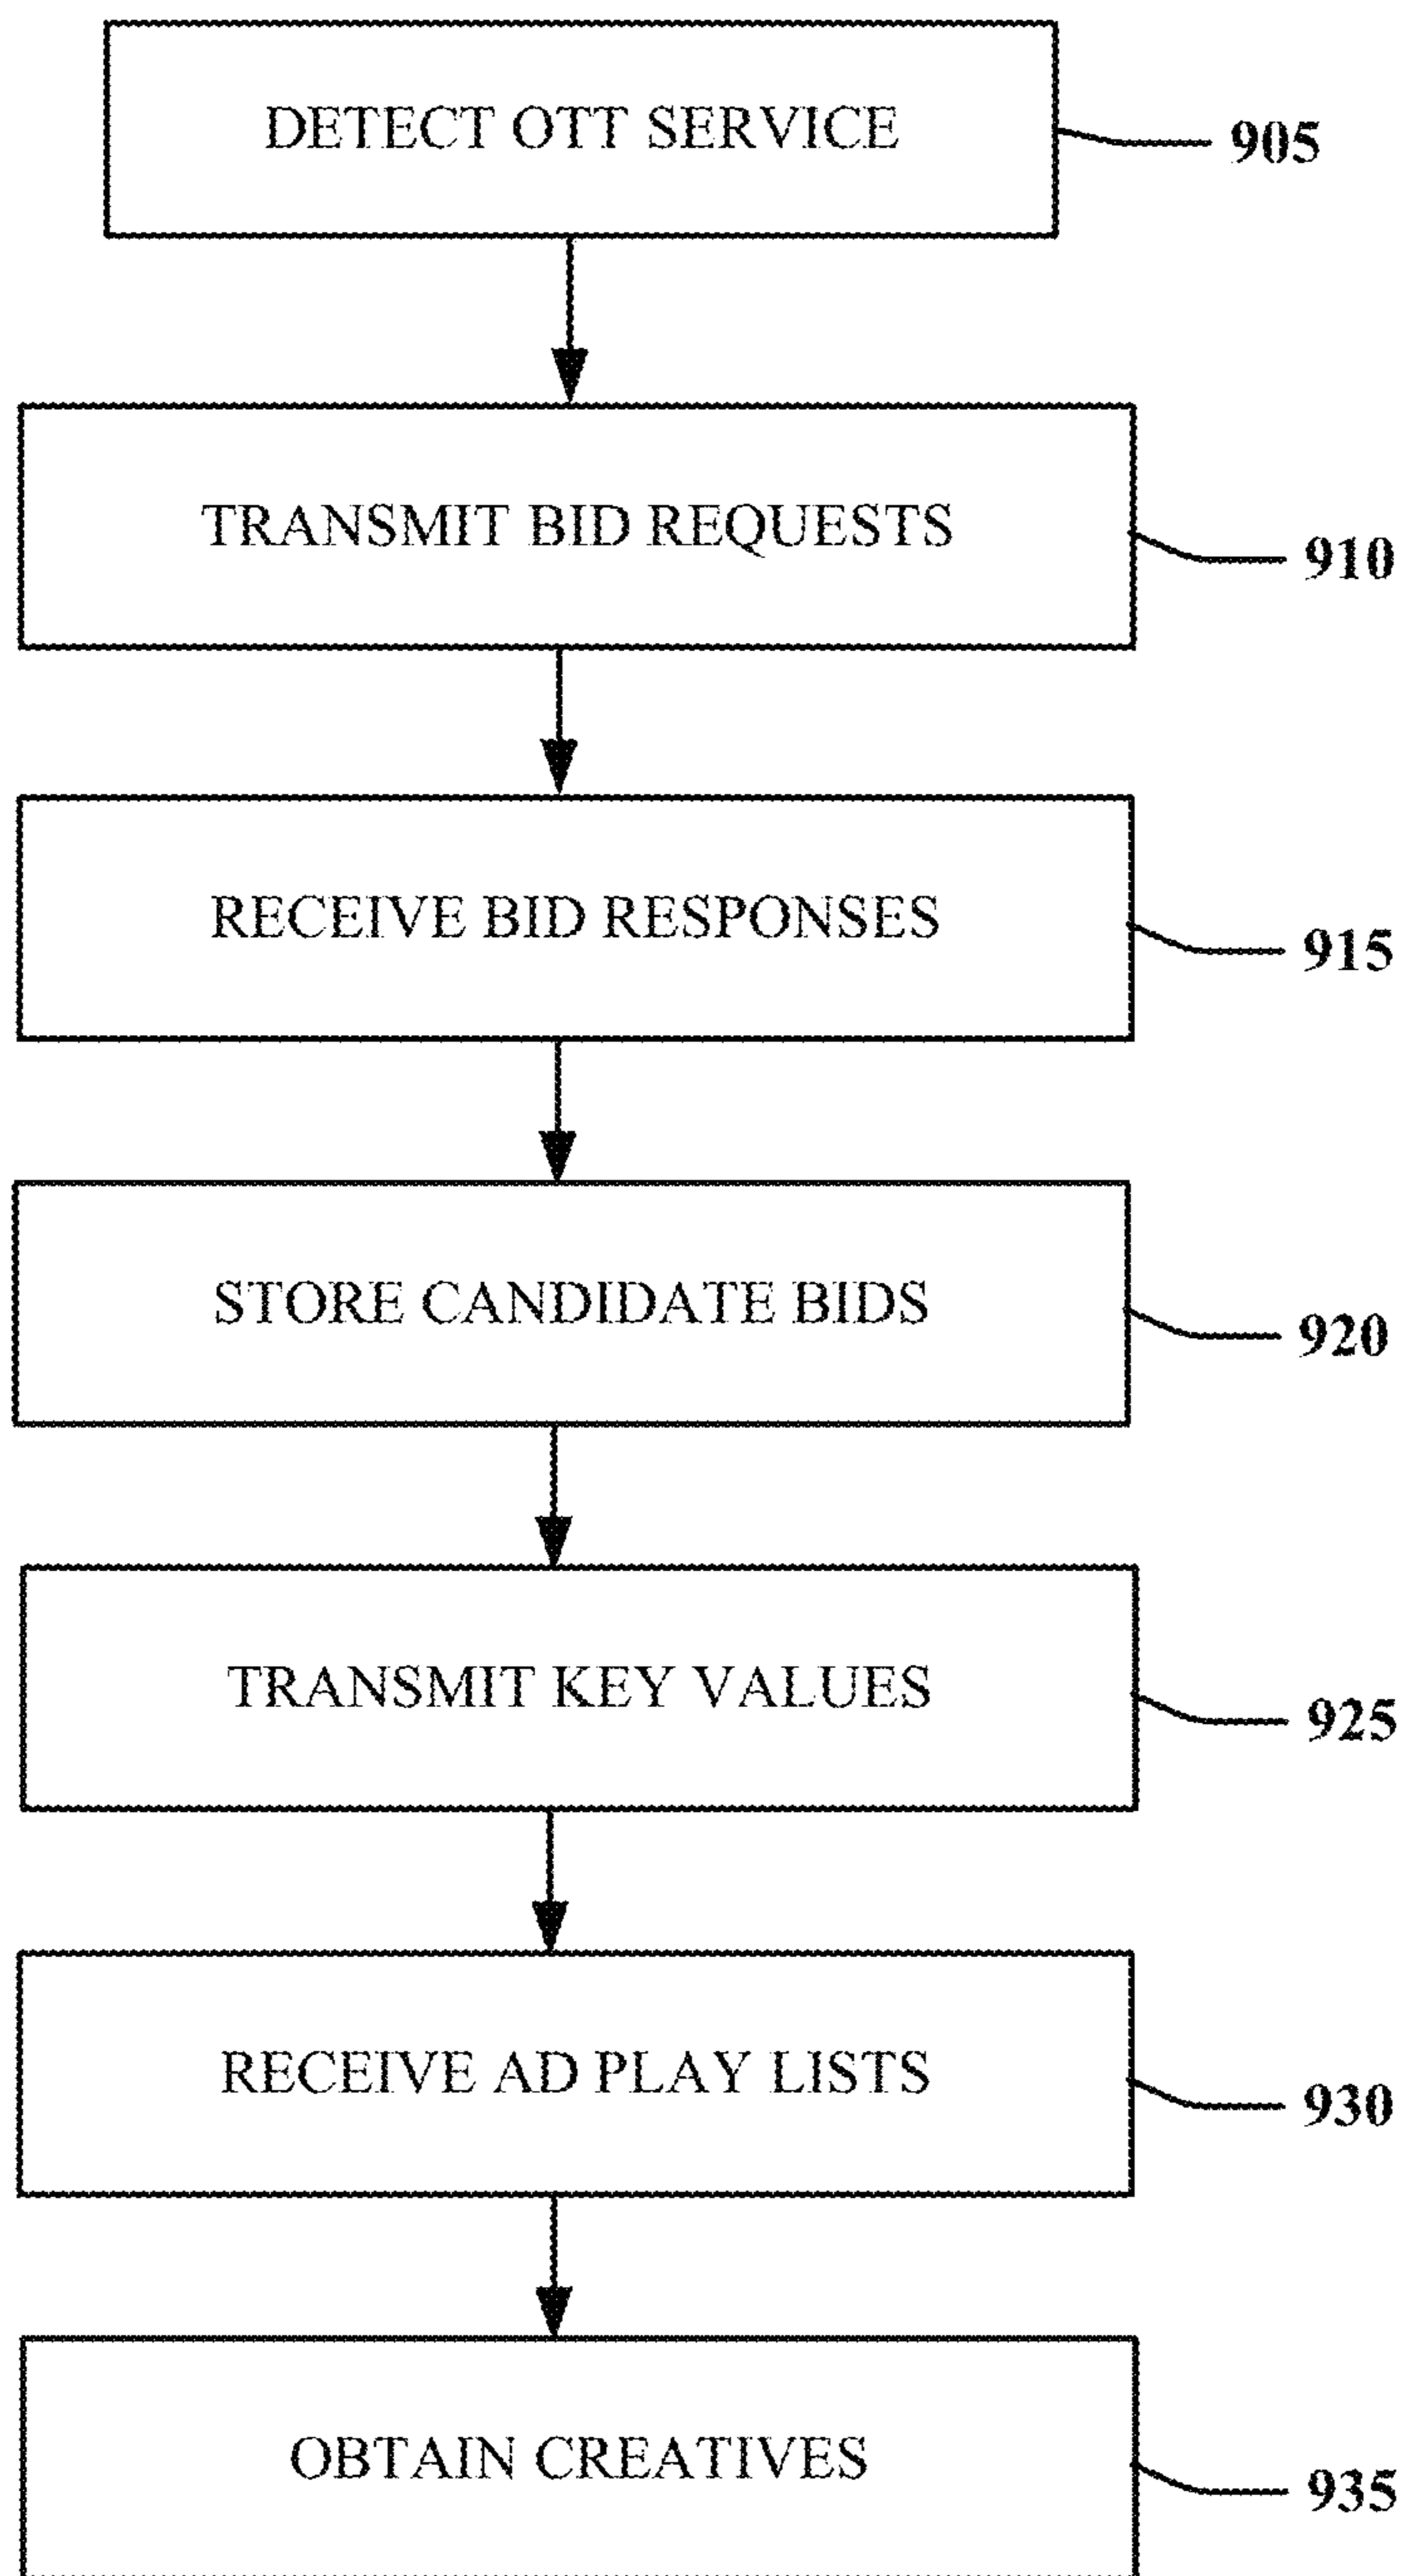 DETECT OTT SERVICE
905
TRANSMIT BID REQUESTS
910
RECEIVE BID RESPONSES
915
STORE CANDIDATE BIDS
920
TRANSMIT KEY VALUES
925
RECEIVE AD PLAY LISTS
930
OBTAIN CREATIVES
935